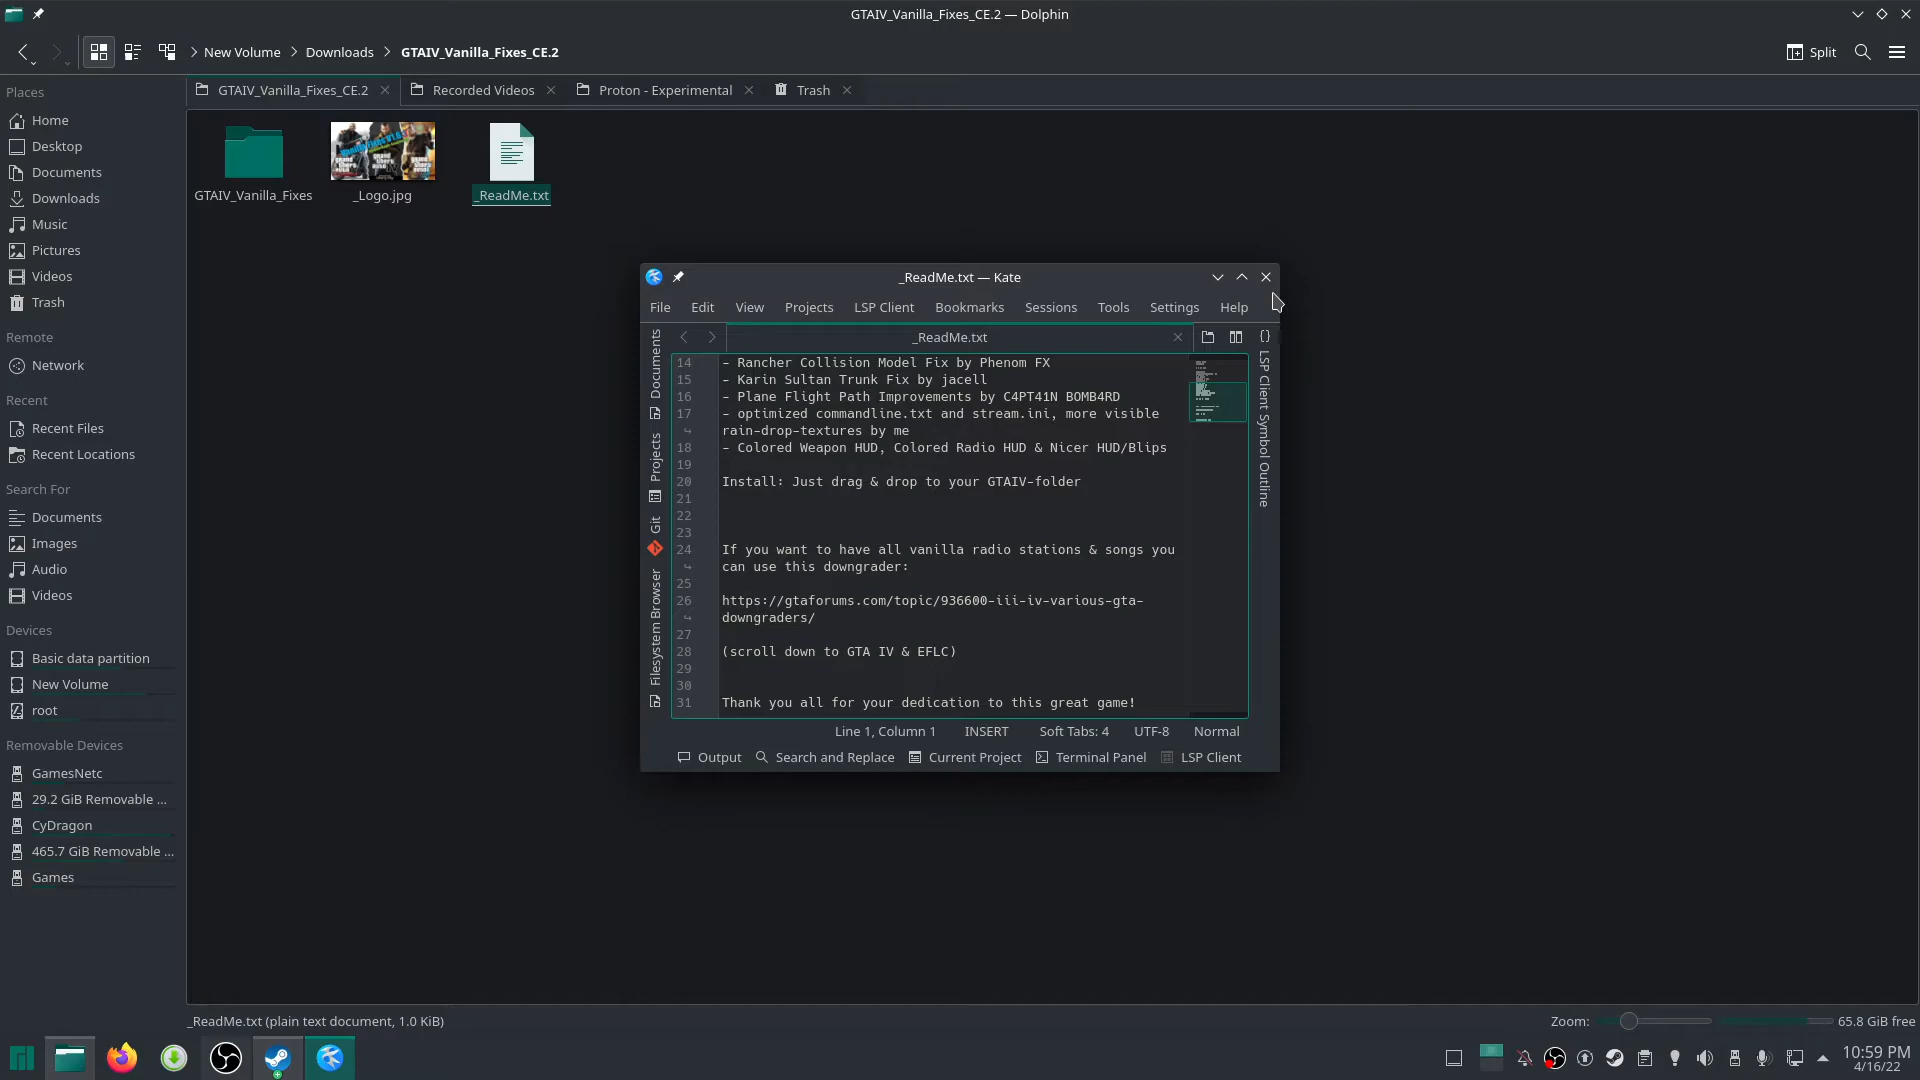 GTAIV_Vanilla_Fixes_CE.2 — Dolphin
New Volume
Downloads
GTAIV_Vanilla_Fixes_CE.2
Split
Places
Home
Desktop
Documents
Downloads
Music
Pictures
Videos
Trash
Remote
Network
Recent
Recent Files
Recent Locations
Search For
Documents
Images
Audio
Videos
Devices
Basic data partition
New Volume
root
Removable Devices
GamesNetc
29.2 GiB Removable ...
CyDragon
465.7 GiB Removable ...
Games
GTAIV_Vanilla_Fixes_CE.2
Recorded Videos
Proton - Experimental
Trash
GTAIV_Vanilla_Fixes
_Logo.jpg
_ReadMe.txt
_ReadMe.txt — Kate
File Edit View Projects LSP Client Bookmarks Sessions Tools Settings Help
_ReadMe.txt
Documents
Projects
Git
Filesystem Browser
14 - Rancher Collision Model Fix by Phenom FX
15 - Karin Sultan Trunk Fix by jacell
16 - Plane Flight Path Improvements by C4PT41N BOMB4RD
17 - optimized commandline.txt and stream.ini, more visible
rain-drop-textures by me
18 - Colored Weapon HUD, Colored Radio HUD & Nicer HUD/Blips
19
20 Install: Just drag & drop to your GTAIV-folder
21
22
23
24 If you want to have all vanilla radio stations & songs you
can use this downgrader:
25
26 https://gtaforums.com/topic/936600-iii-iv-various-gta-
downgraders/
27
28 (scroll down to GTA IV & EFLC)
29
30
31 Thank you all for your dedication to this great game!
LSP Client Symbol Outline
Line 1, Column 1 INSERT Soft Tabs: 4 UTF-8 Normal
Output Search and Replace Current Project Terminal Panel LSP Client
_ReadMe.txt (plain text document, 1.0 KiB)
Zoom:
65.8 GiB free
10:59 PM
4/16/22